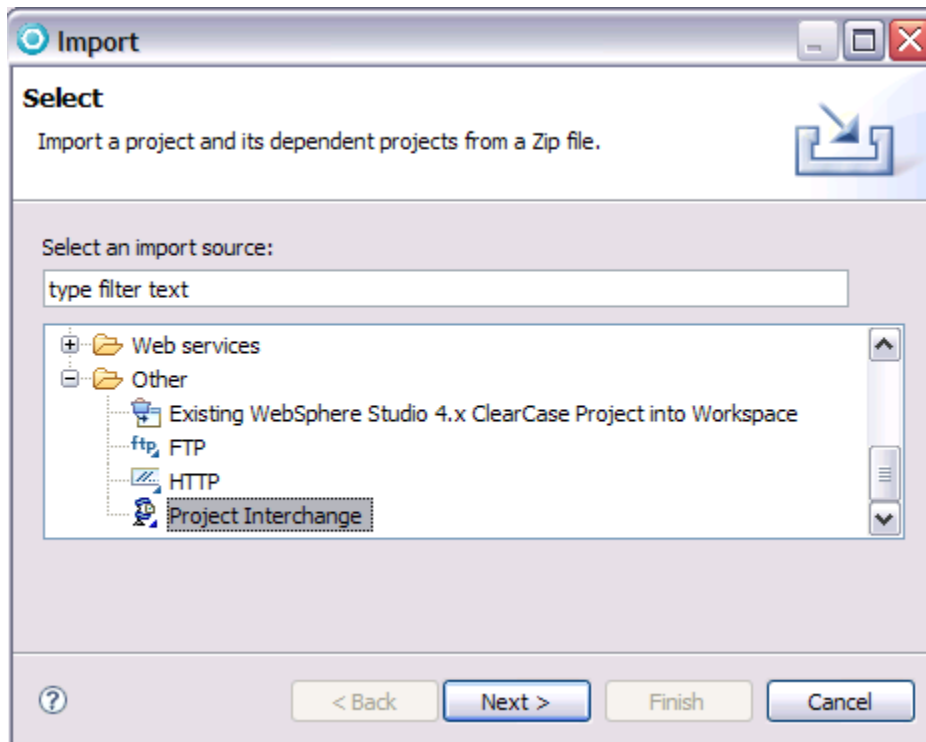 Import
Select
Import a project and its dependent projects from a Zip file.
Select an import source:
type filter text
Web services
Other
Existing WebSphere Studio 4.x ClearCase Project into Workspace
ftp FTP
HTTP
Project Interchange
? < Back Next > Finish Cancel